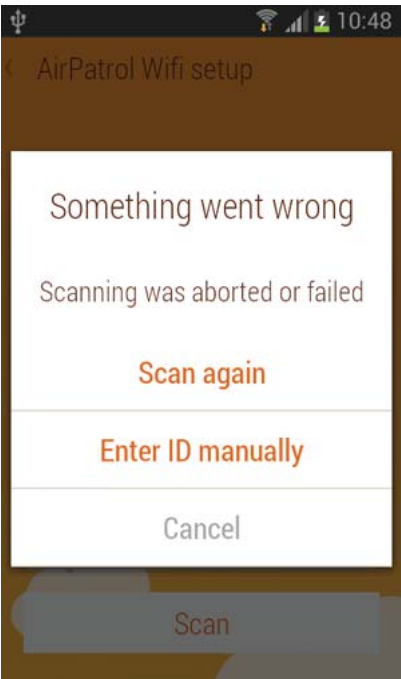 10:48
AirPatrol Wifi setup
Something went wrong
Scanning was aborted or failed
Scan again
Enter ID manually
Cancel
Scan